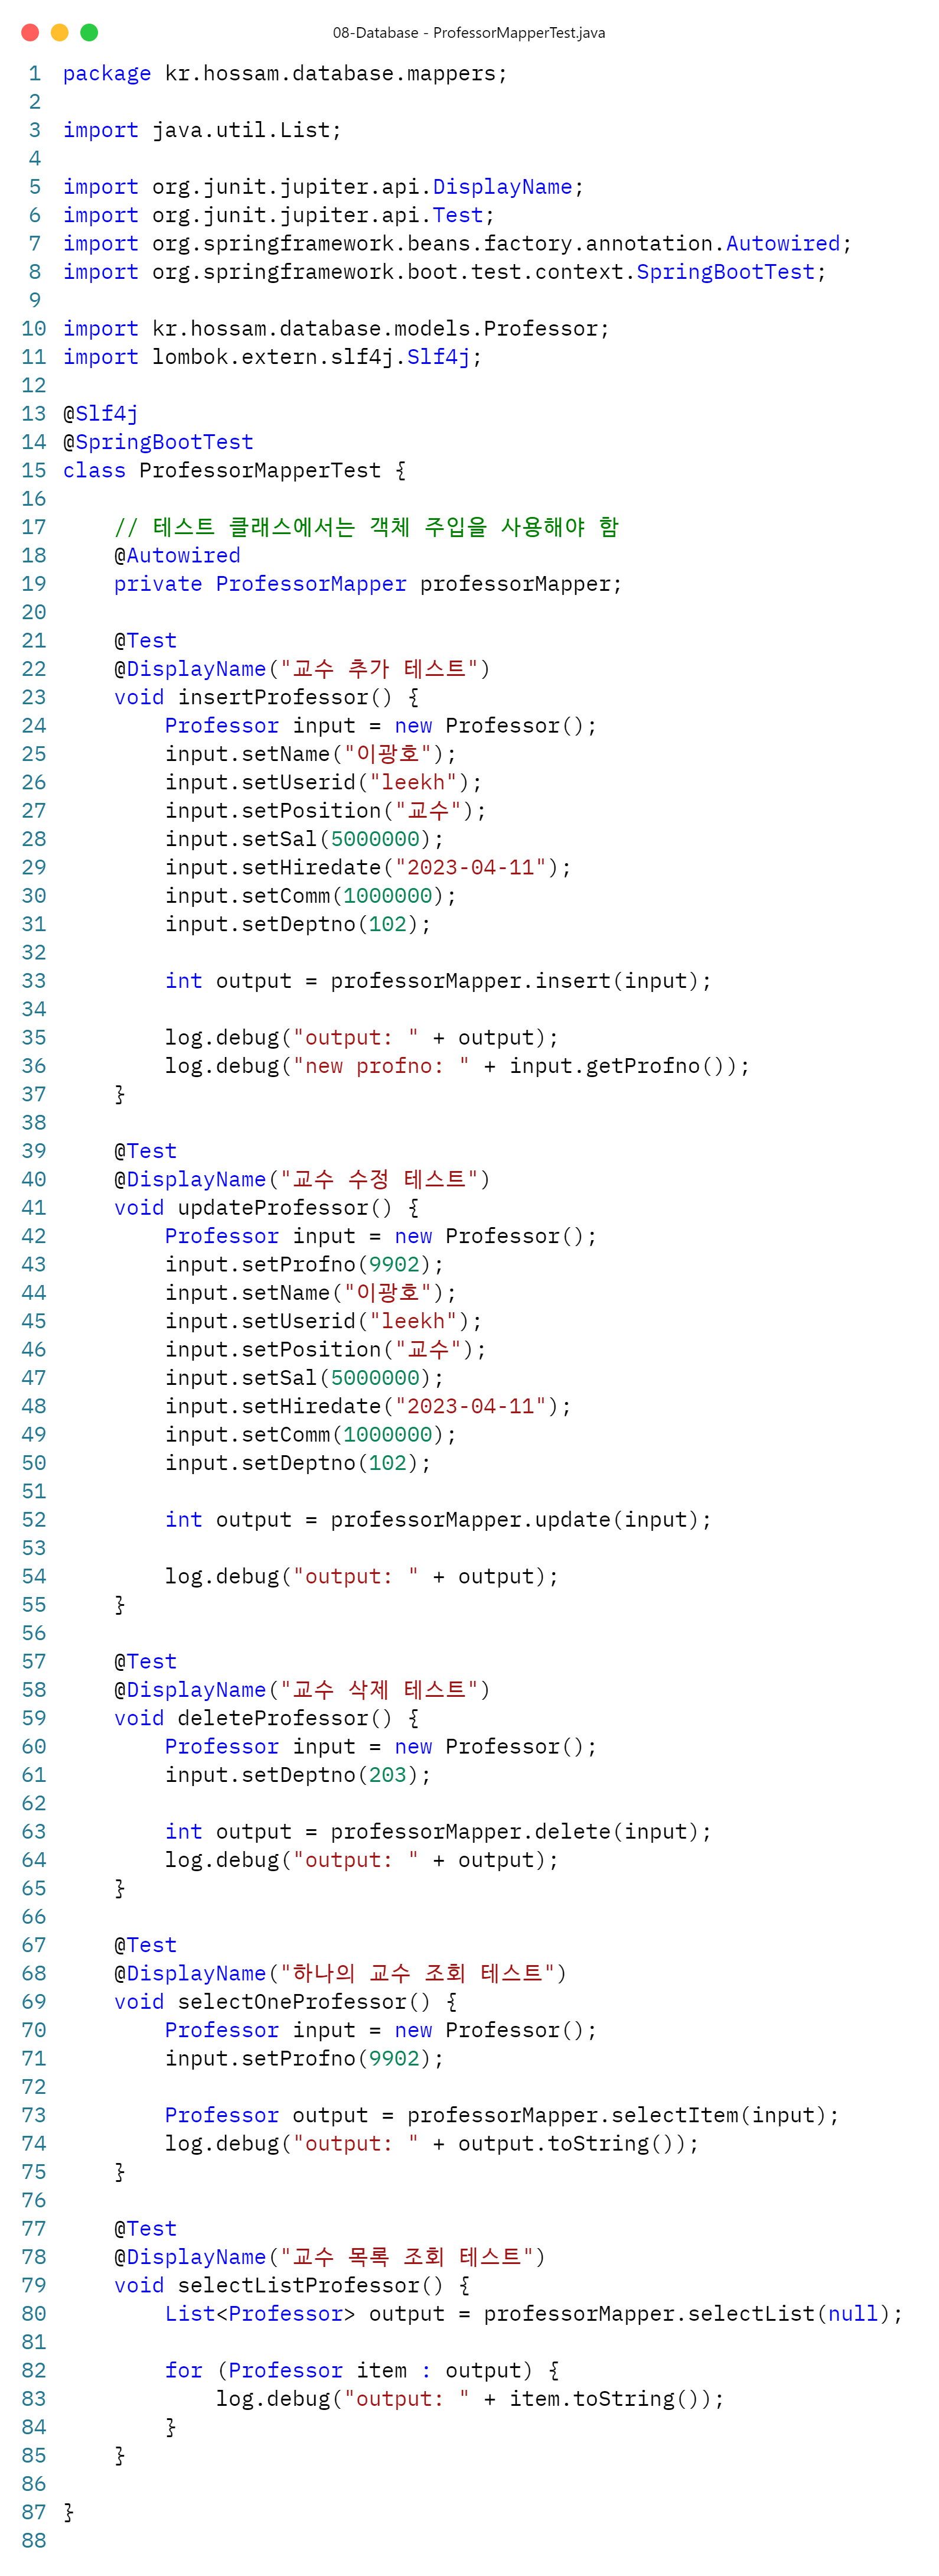 08-Database - ProfessorMapperTest.java
1 package kr.hossam.database.mappers;
2
3 import java.util.List;
4
5 import org.junit.jupiter.api.DisplayName;
6 import org.junit.jupiter.api.Test;
7 import org.springframework.beans.factory.annotation.Autowired;
8 import org.springframework.boot.test.context.SpringBootTest;
9
10 import kr.hossam.database.models.Professor;
11 import lombok.extern.slf4j.Slf4j;
12
13 @Slf4j
14 @SpringBootTest
15 class ProfessorMapperTest {
16
17     // 테스트 클래스에서는 객체 주입을 사용해야 함
18     @Autowired
19     private ProfessorMapper professorMapper;
20
21     @Test
22     @DisplayName("교수 추가 테스트")
23     void insertProfessor() {
24         Professor input = new Professor();
25         input.setName("이광호");
26         input.setUserid("leekh");
27         input.setPosition("교수");
28         input.setSal(5000000);
29         input.setHiredate("2023-04-11");
30         input.setComm(1000000);
31         input.setDeptno(102);
32
33         int output = professorMapper.insert(input);
34
35         log.debug("output: " + output);
36         log.debug("new profno: " + input.getProfno());
37     }
38
39     @Test
40     @DisplayName("교수 수정 테스트")
41     void updateProfessor() {
42         Professor input = new Professor();
43         input.setProfno(9902);
44         input.setName("이광호");
45         input.setUserid("leekh");
46         input.setPosition("교수");
47         input.setSal(5000000);
48         input.setHiredate("2023-04-11");
49         input.setComm(1000000);
50         input.setDeptno(102);
51
52         int output = professorMapper.update(input);
53
54         log.debug("output: " + output);
55     }
56
57     @Test
58     @DisplayName("교수 삭제 테스트")
59     void deleteProfessor() {
60         Professor input = new Professor();
61         input.setDeptno(203);
62
63         int output = professorMapper.delete(input);
64         log.debug("output: " + output);
65     }
66
67     @Test
68     @DisplayName("하나의 교수 조회 테스트")
69     void selectOneProfessor() {
70         Professor input = new Professor();
71         input.setProfno(9902);
72
73         Professor output = professorMapper.selectItem(input);
74         log.debug("output: " + output.toString());
75     }
76
77     @Test
78     @DisplayName("교수 목록 조회 테스트")
79     void selectListProfessor() {
80         List<Professor> output = professorMapper.selectList(null);
81
82         for (Professor item : output) {
83             log.debug("output: " + item.toString());
84         }
85     }
86
87 }
88